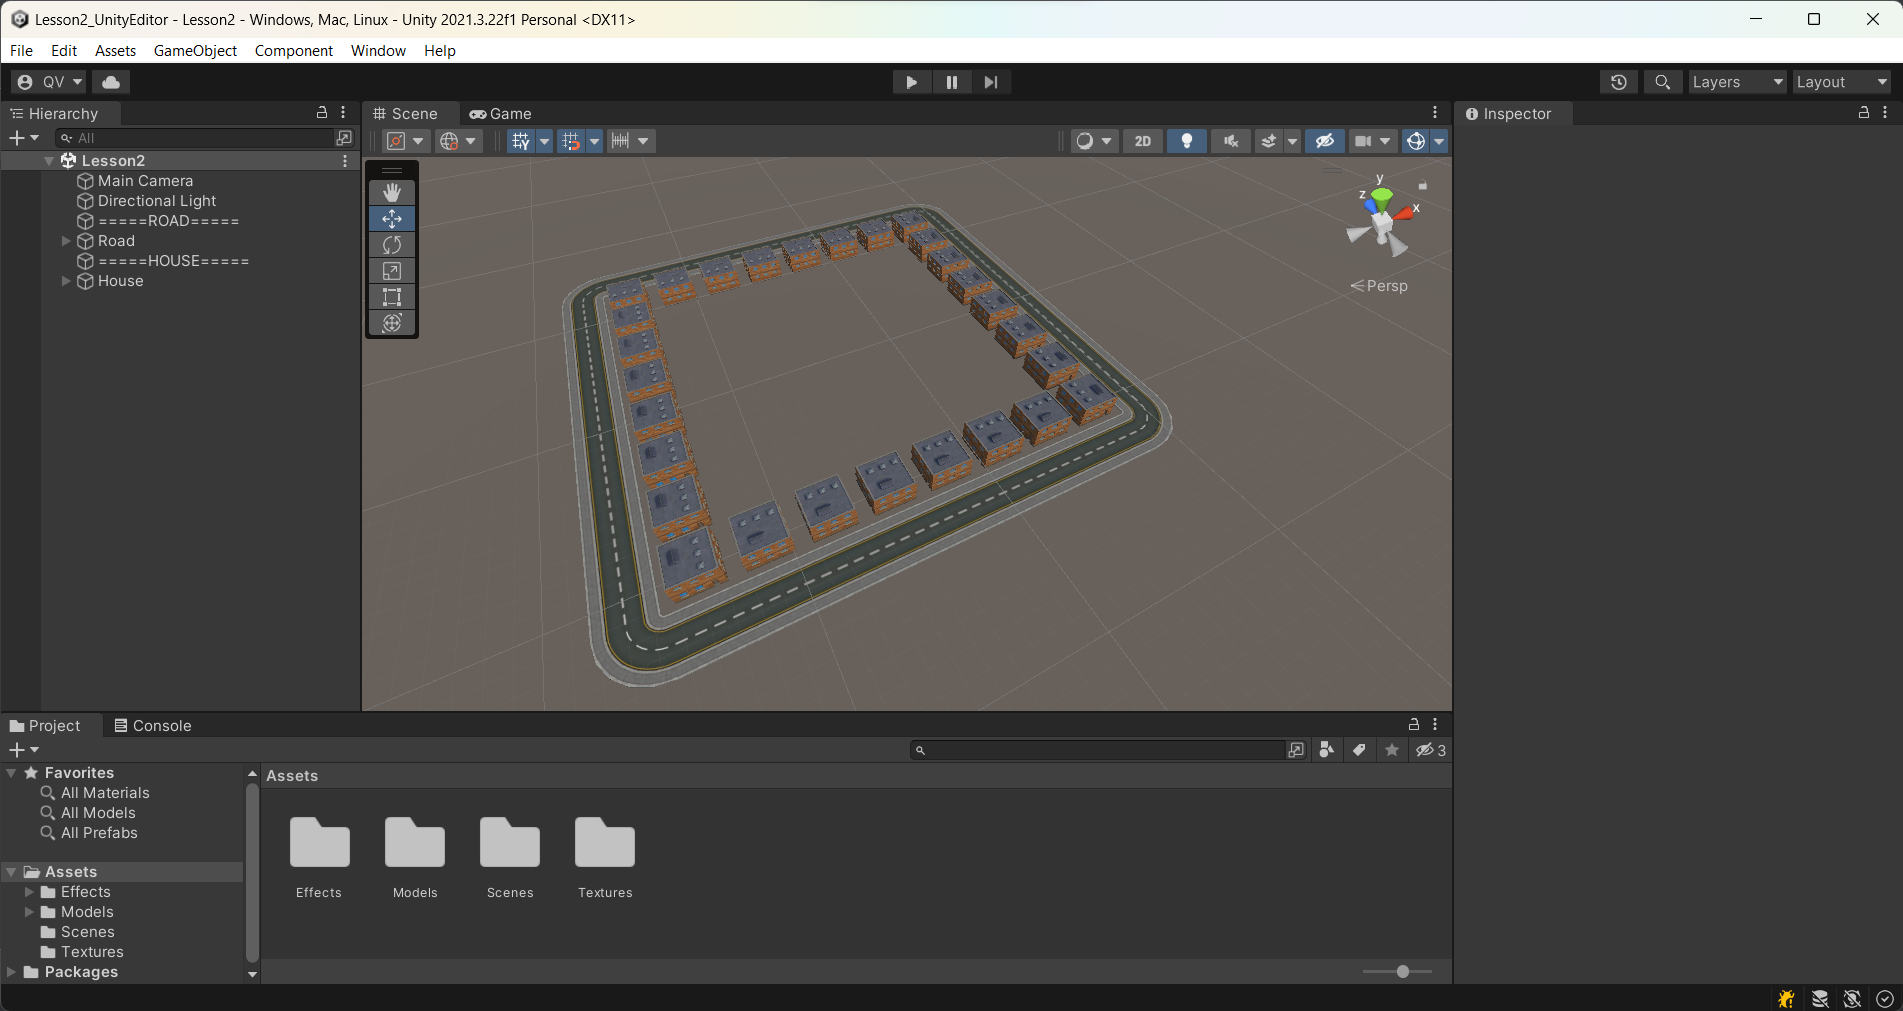 Lesson2_UnityEditor - Lesson2 - Windows, Mac, Linux - Unity 2021.3.22f1 Personal <DX11>
File Edit Assets GameObject Component Window Help
QV Layers Layout
Hierarchy Scene Game Inspector
All 2D
Lesson2
Main Camera
Directional Light
=====ROAD=====
Road
=====HOUSE=====
House
y
z x
Persp
Project Console
3
Favorites
All Materials
All Models
All Prefabs
Assets
Effects
Models
Scenes
Textures
Packages
Assets
Effects Models Scenes Textures